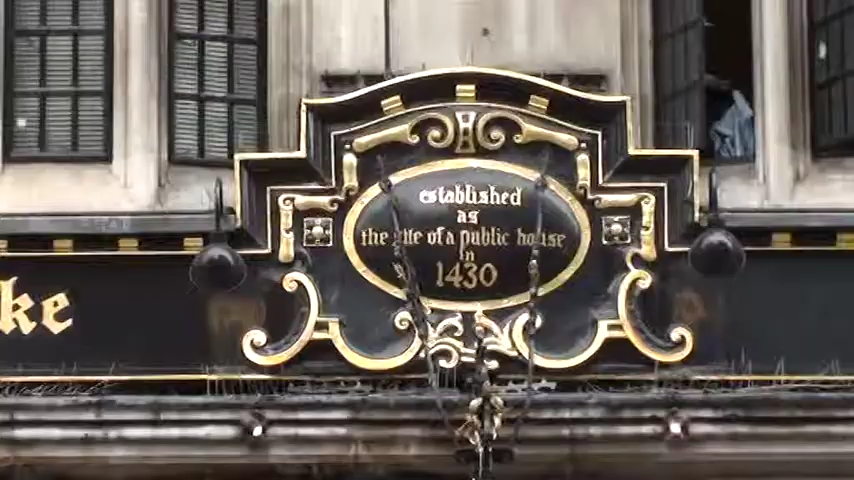 established
as
the site of a public house
in
1430
ke